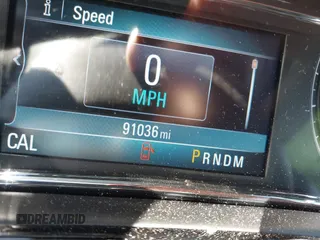 Speed
0
MPH
91036 mi
CAL
PRNDM
DREAMBID